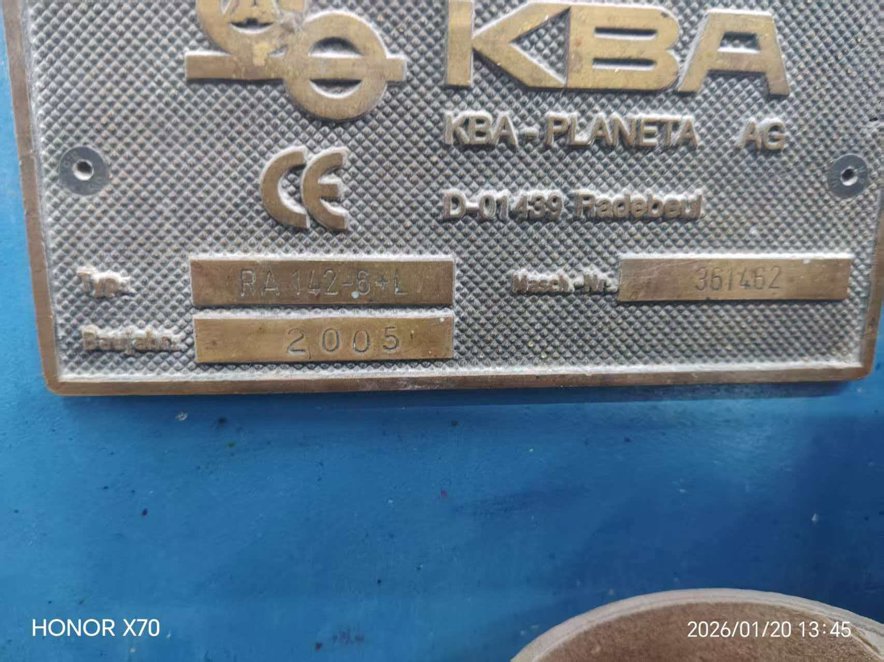 KBA
KBA-PLANETA AG
CE
D-01439 Radebeul
Typ RA 142-6+L Masch.-Nr. 361462
Baujahr 2005
HONOR X70 2026/01/20 13:45